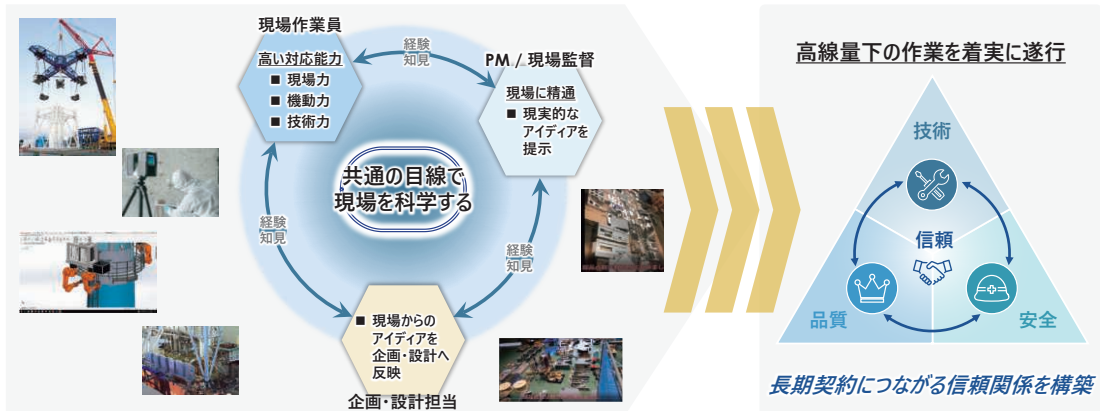 現場作業員
高い対応能力
■ 現場力
■ 機動力
■ 技術力
経験
知見
PM / 現場監督
現場に精通
■ 現実的な
アイディアを
提示
共通の目線で
現場を科学する
経験
知見
経験
知見
■ 現場からの
アイディアを
企画・設計へ
反映
企画・設計担当
高線量下の作業を着実に遂行
技術
信頼
品質
安全
長期契約につながる信頼関係を構築